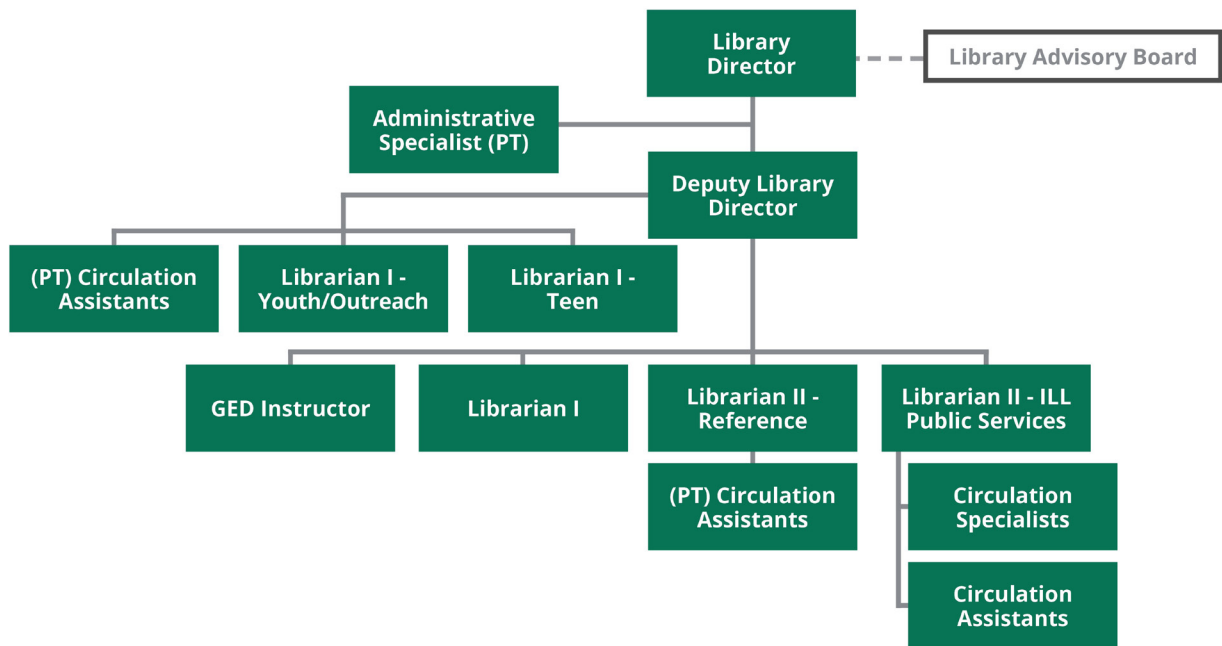 Library
Director
Library Advisory Board
Administrative
Specialist (PT)
Deputy Library
Director
(PT) Circulation
Assistants
Librarian I -
Youth/Outreach
Librarian I -
Teen
GED Instructor
Librarian I
Librarian II -
Reference
Librarian II - ILL
Public Services
(PT) Circulation
Assistants
Circulation
Specialists
Circulation
Assistants